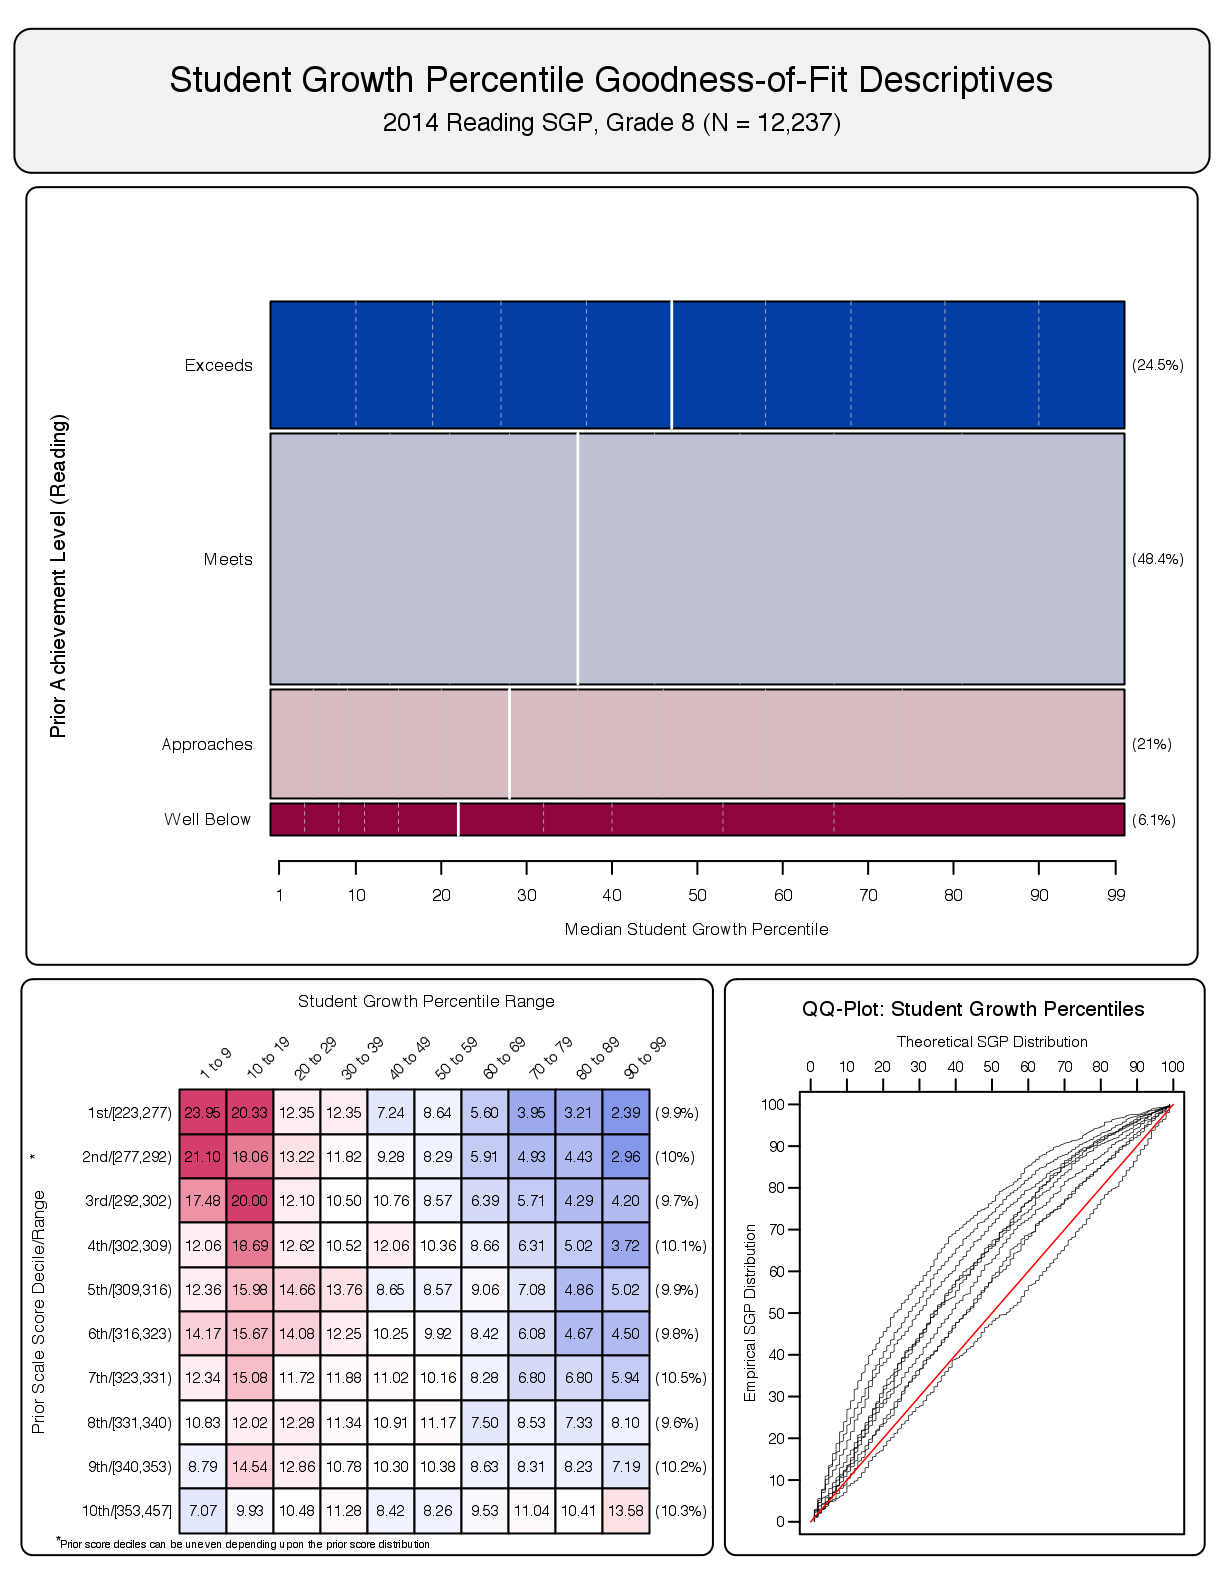 Student Growth Percentile Goodness-of-Fit Descriptives
2014 Reading SGP, Grade 8 (N = 12,237)
Prior Achievement Level (Reading)
Exceeds (24.5%)
Meets (48.4%)
Approaches (21%)
Well Below (6.1%)
1 10 20 30 40 50 60 70 80 90 99
Median Student Growth Percentile
Student Growth Percentile Range
1 to 9 10 to 19 20 to 29 30 to 39 40 to 49 50 to 59 60 to 69 70 to 79 80 to 89 90 to 99
Prior Scale Score Decile/Range *
1st/[223,277) 23.95 20.33 12.35 12.35 7.24 8.64 5.60 3.95 3.21 2.39 (9.9%)
2nd/[277,292) 21.10 18.06 13.22 11.82 9.28 8.29 5.91 4.93 4.43 2.96 (10%)
3rd/[292,302) 17.48 20.00 12.10 10.50 10.76 8.57 6.39 5.71 4.29 4.20 (9.7%)
4th/[302,309) 12.06 18.69 12.62 10.52 12.06 10.36 8.66 6.31 5.02 3.72 (10.1%)
5th/[309,316) 12.36 15.98 14.66 13.76 8.65 8.57 9.06 7.08 4.86 5.02 (9.9%)
6th/[316,323) 14.17 15.67 14.08 12.25 10.25 9.92 8.42 6.08 4.67 4.50 (9.8%)
7th/[323,331) 12.34 15.08 11.72 11.88 11.02 10.16 8.28 6.80 6.80 5.94 (10.5%)
8th/[331,340) 10.83 12.02 12.28 11.34 10.91 11.17 7.50 8.53 7.33 8.10 (9.6%)
9th/[340,353) 8.79 14.54 12.86 10.78 10.30 10.38 8.63 8.31 8.23 7.19 (10.2%)
10th/[353,457] 7.07 9.93 10.48 11.28 8.42 8.26 9.53 11.04 10.41 13.58 (10.3%)
*Prior score deciles can be uneven depending upon the prior score distribution
QQ-Plot: Student Growth Percentiles
Theoretical SGP Distribution
0 10 20 30 40 50 60 70 80 90 100
Empirical SGP Distribution
100
90
80
70
60
50
40
30
20
10
0